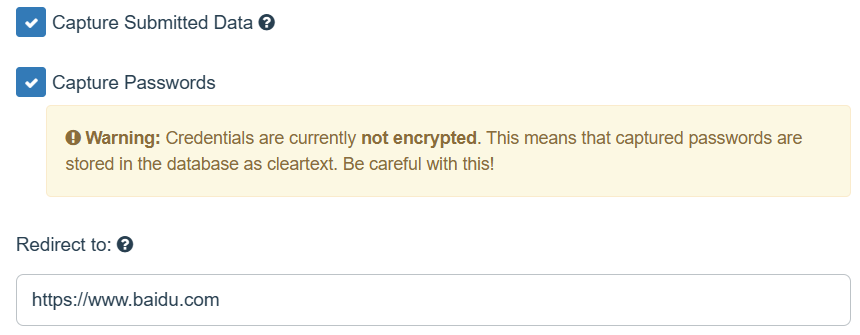 Capture Submitted Data
Capture Passwords
Warning: Credentials are currently not encrypted. This means that captured passwords are
stored in the database as cleartext. Be careful with this!
Redirect to:
https://www.baidu.com